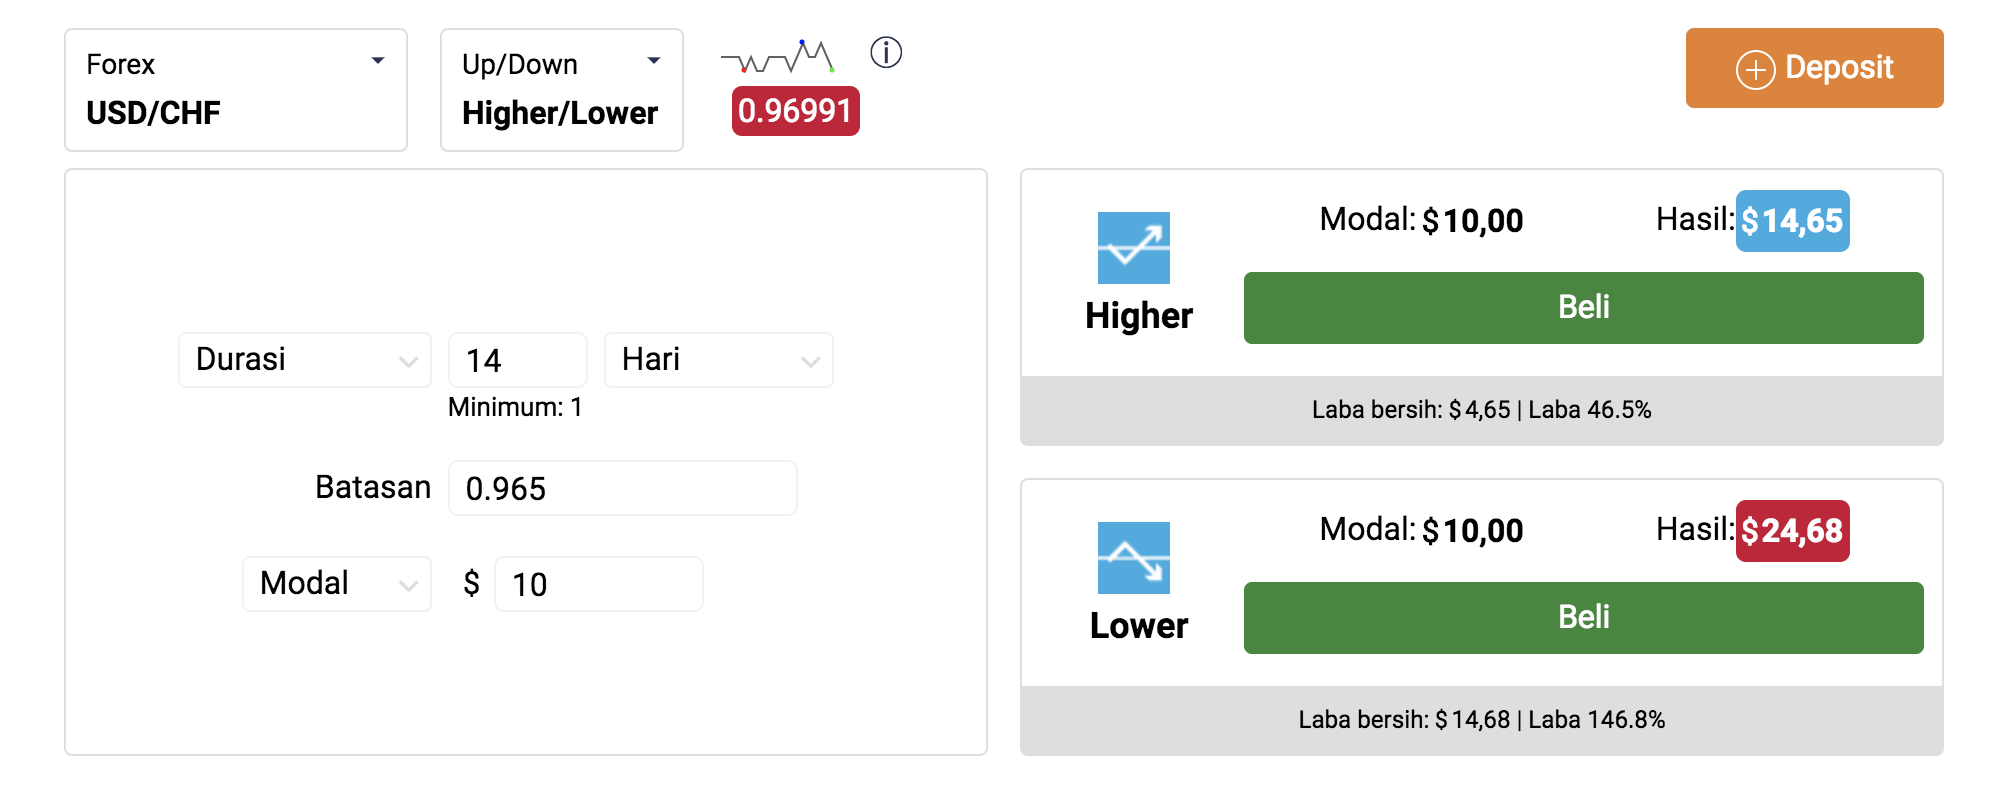 Forex
USD/CHF
Up/Down
Higher/Lower
0.96991
Deposit
Durasi 14 Hari
Minimum: 1
Batasan 0.965
Modal $ 10
Higher
Modal: $ 10,00 Hasil: $ 14,65
Beli
Laba bersih: $ 4,65 | Laba 46.5%
Lower
Modal: $ 10,00 Hasil: $ 24,68
Beli
Laba bersih: $ 14,68 | Laba 146.8%